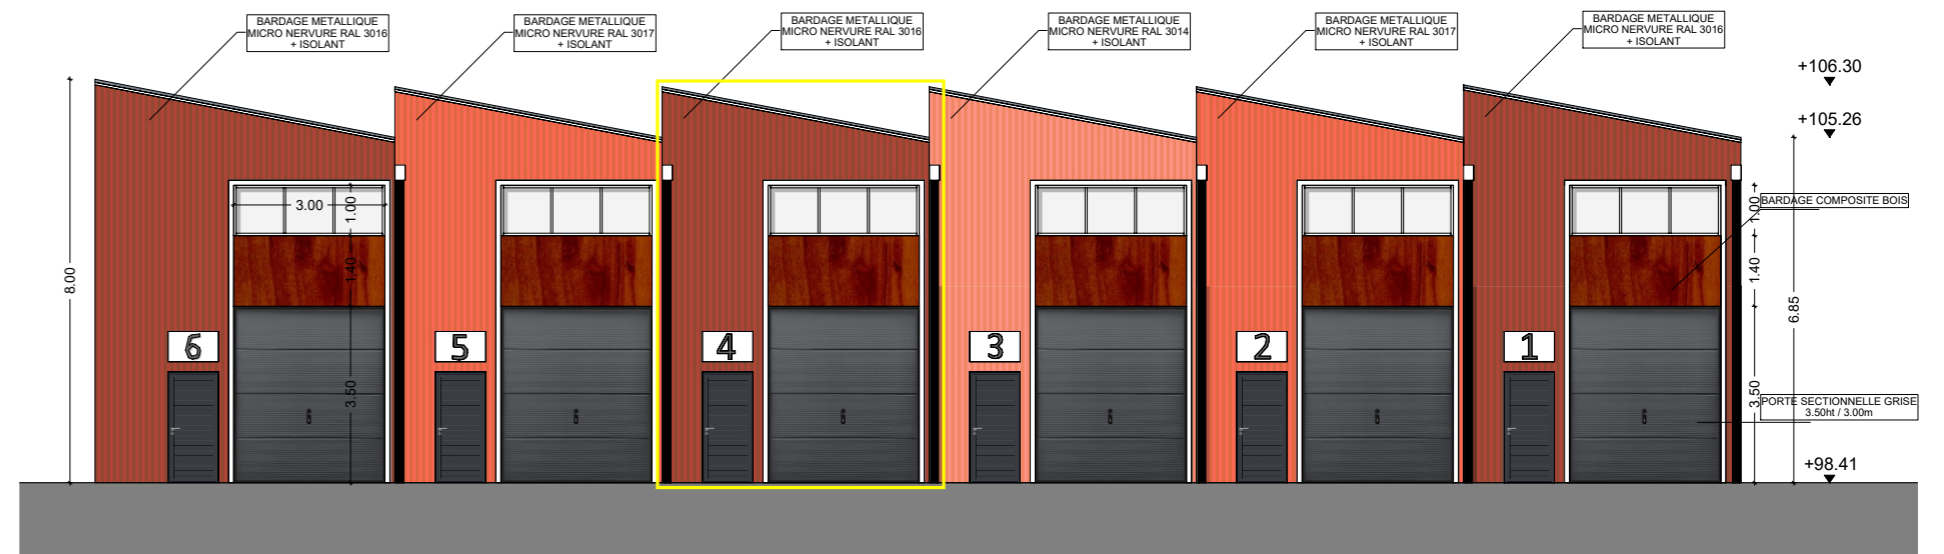 BARDAGE METALLIQUE
MICRO NERVURE RAL 3016
+ ISOLANT
BARDAGE METALLIQUE
MICRO NERVURE RAL 3017
+ ISOLANT
BARDAGE METALLIQUE
MICRO NERVURE RAL 3016
+ ISOLANT
BARDAGE METALLIQUE
MICRO NERVURE RAL 3014
+ ISOLANT
BARDAGE METALLIQUE
MICRO NERVURE RAL 3017
+ ISOLANT
BARDAGE METALLIQUE
MICRO NERVURE RAL 3016
+ ISOLANT
+106.30
+105.26
8.00
3.00
1.00
1.40
3.50
6
5
4
3
2
1
1.00
BARDAGE COMPOSITE BOIS
1.40
6.85
3.50
PORTE SECTIONNELLE GRISE
3.50ht / 3.00m
+98.41